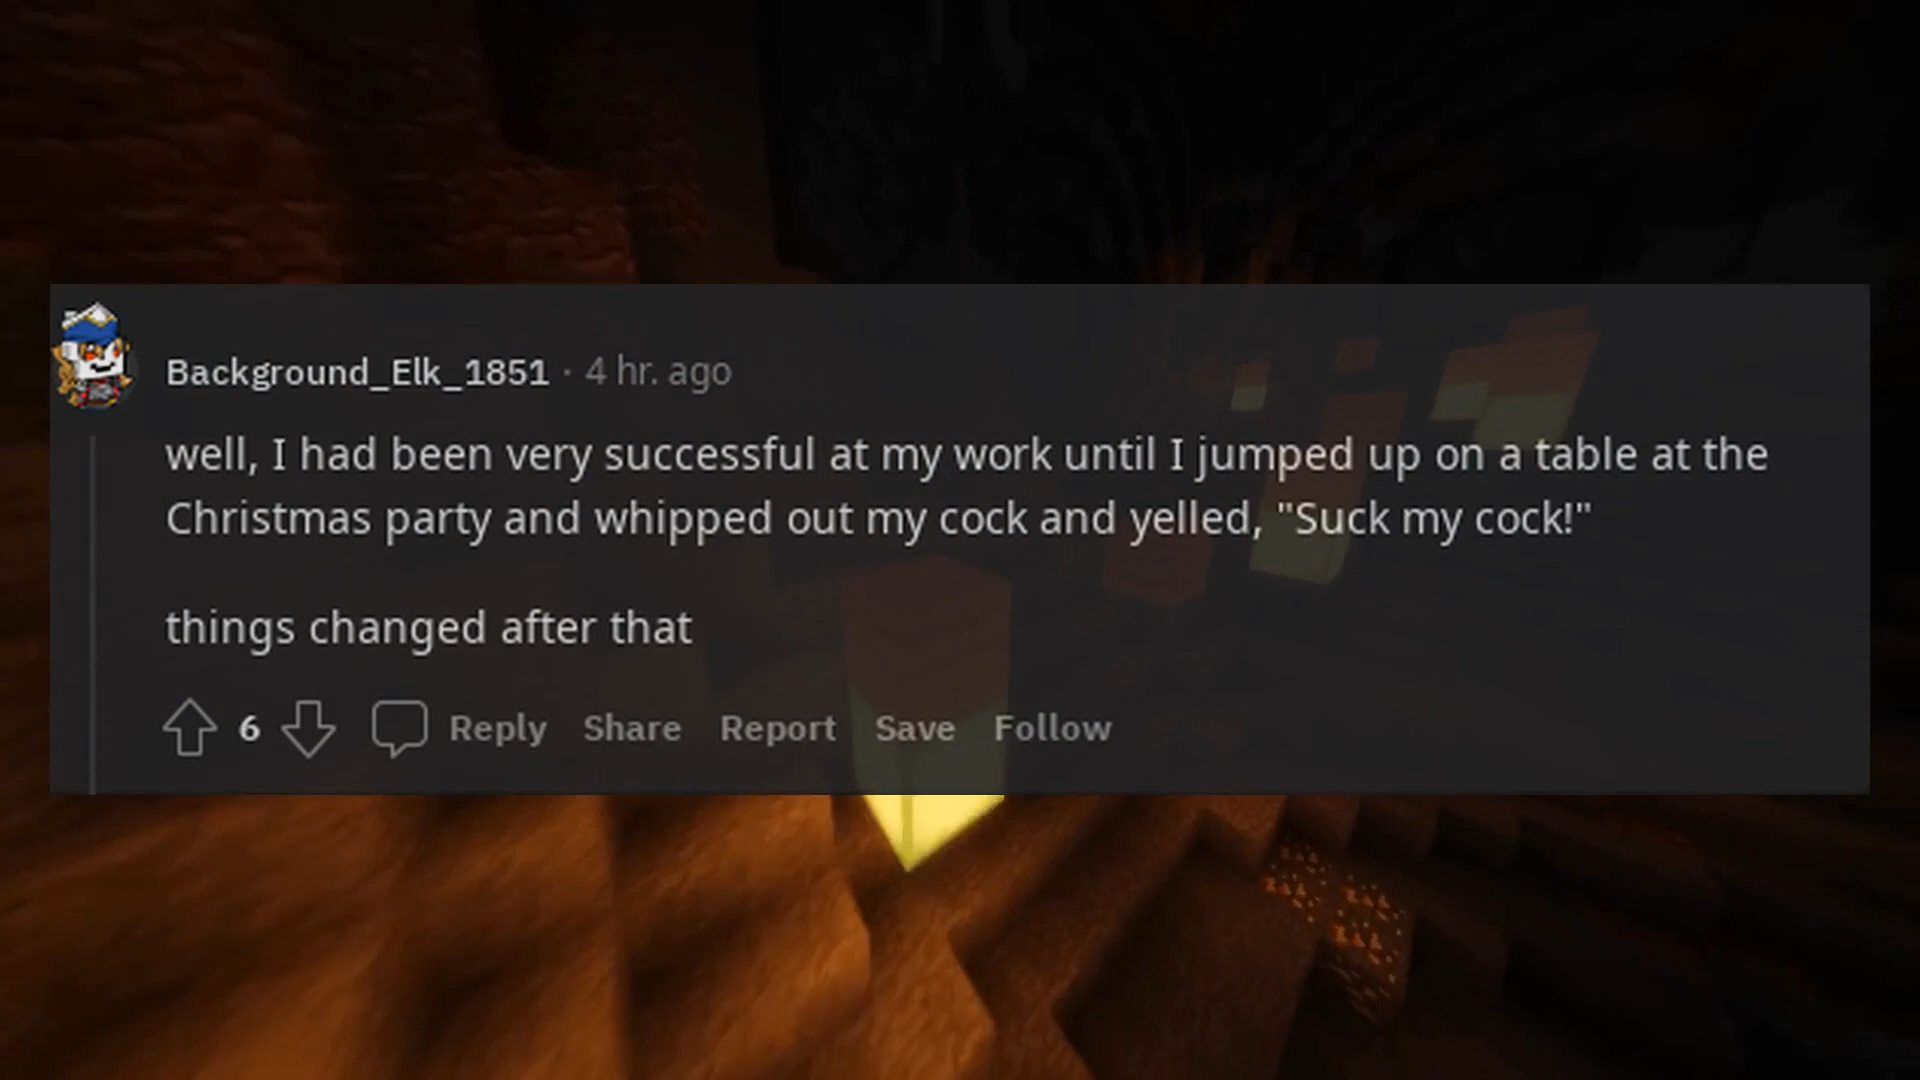 Background_Elk_1851 · 4 hr. ago
well, I had been very successful at my work until I jumped up on a table at the
Christmas party and whipped out my cock and yelled, "Suck my cock!"
things changed after that
6 Reply Share Report Save Follow